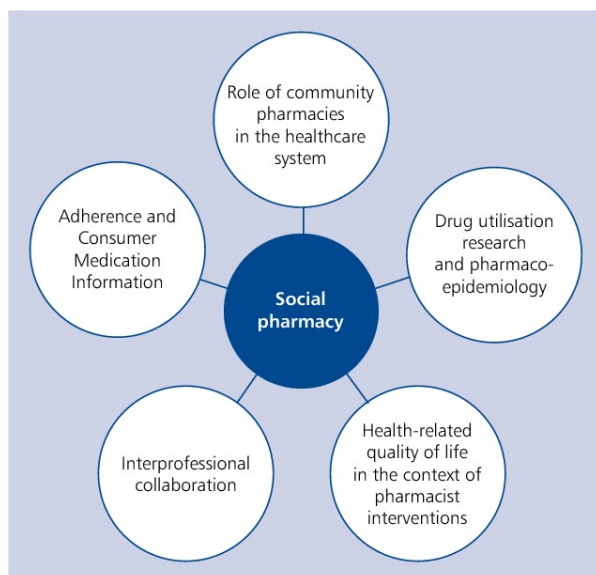 Role of community
pharmacies
in the healthcare
system
Adherence and
Consumer
Medication
Information
Drug utilisation
research
and pharmaco-
epidemiology
Social
pharmacy
Interprofessional
collaboration
Health-related
quality of life
in the context of
pharmacist
interventions